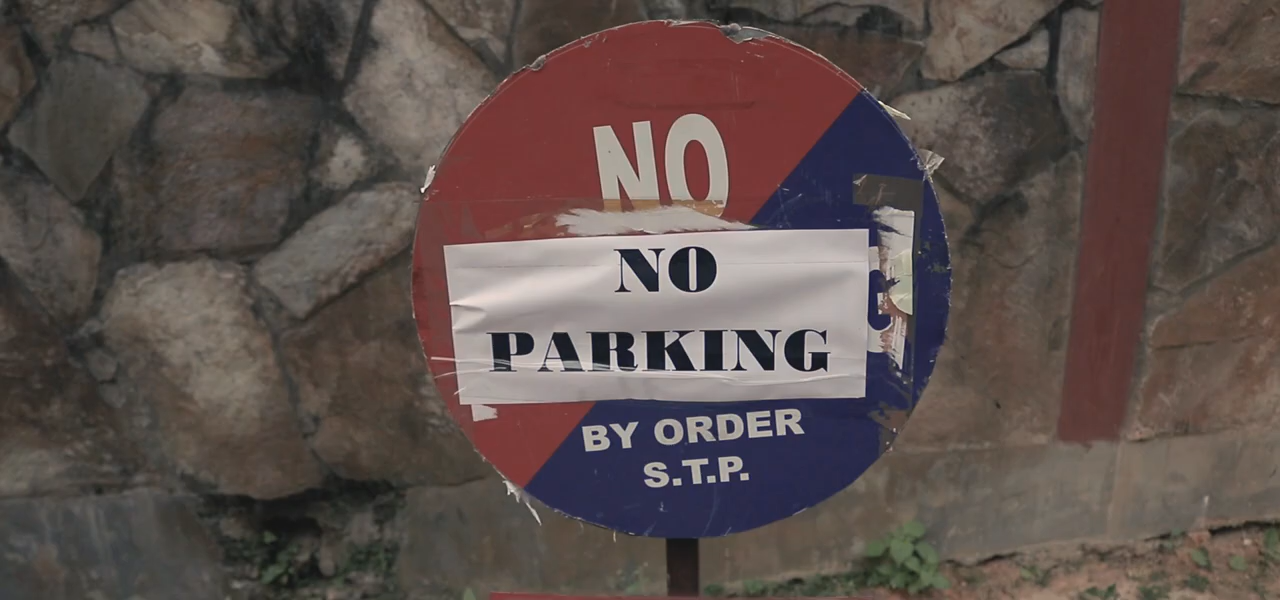 NO
NO
PARKING
G
BY ORDER
S.T.P.